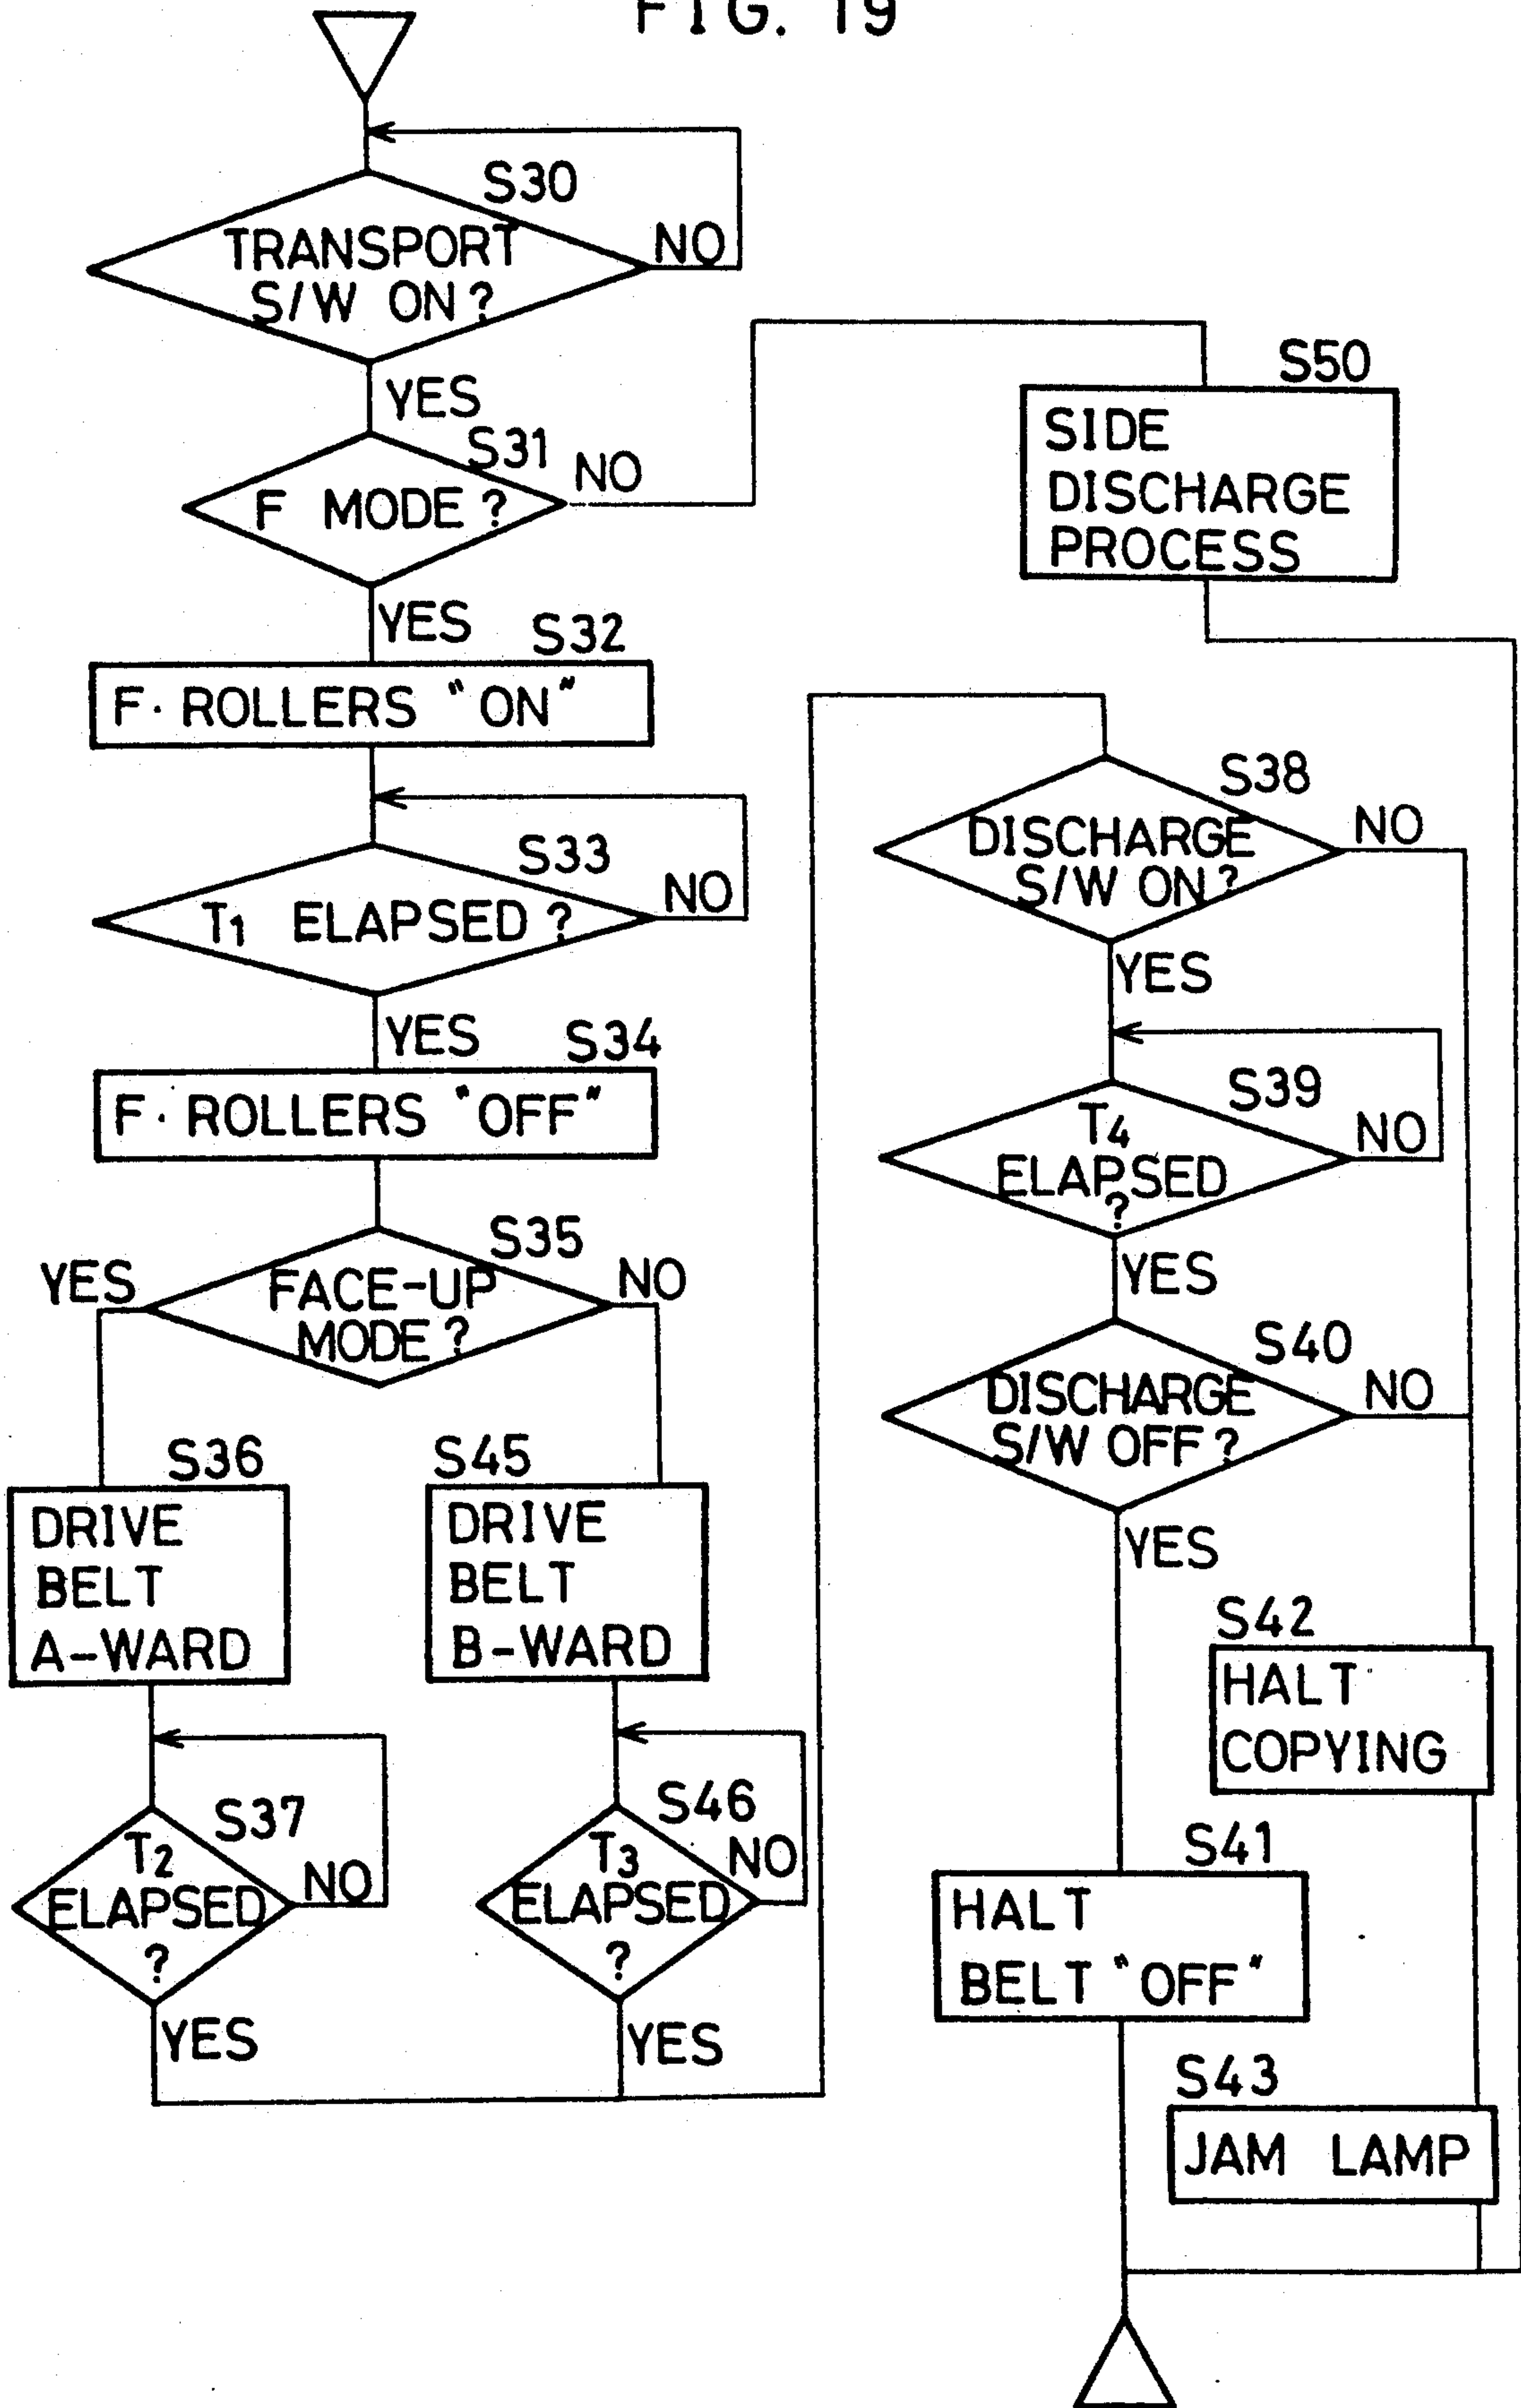 FIG. 19
S30
TRANSPORT
S/W ON?
NO
YES
S31
F MODE?
NO
YES
S32
F. ROLLERS "ON"
S33
T1 ELAPSED?
NO
YES
S34
F. ROLLERS "OFF"
S35
FACE-UP
MODE?
YES
NO
S36
DRIVE
BELT
A-WARD
S37
T2
ELAPSED
?
NO
YES
S45
DRIVE
BELT
B-WARD
S46
T3
ELAPSED
?
NO
YES
S50
SIDE
DISCHARGE
PROCESS
S38
DISCHARGE
S/W ON?
NO
YES
S39
T4
ELAPSED
?
NO
YES
S40
DISCHARGE
S/W OFF?
NO
YES
S42
HALT
COPYING
S41
HALT
BELT "OFF"
S43
JAM LAMP